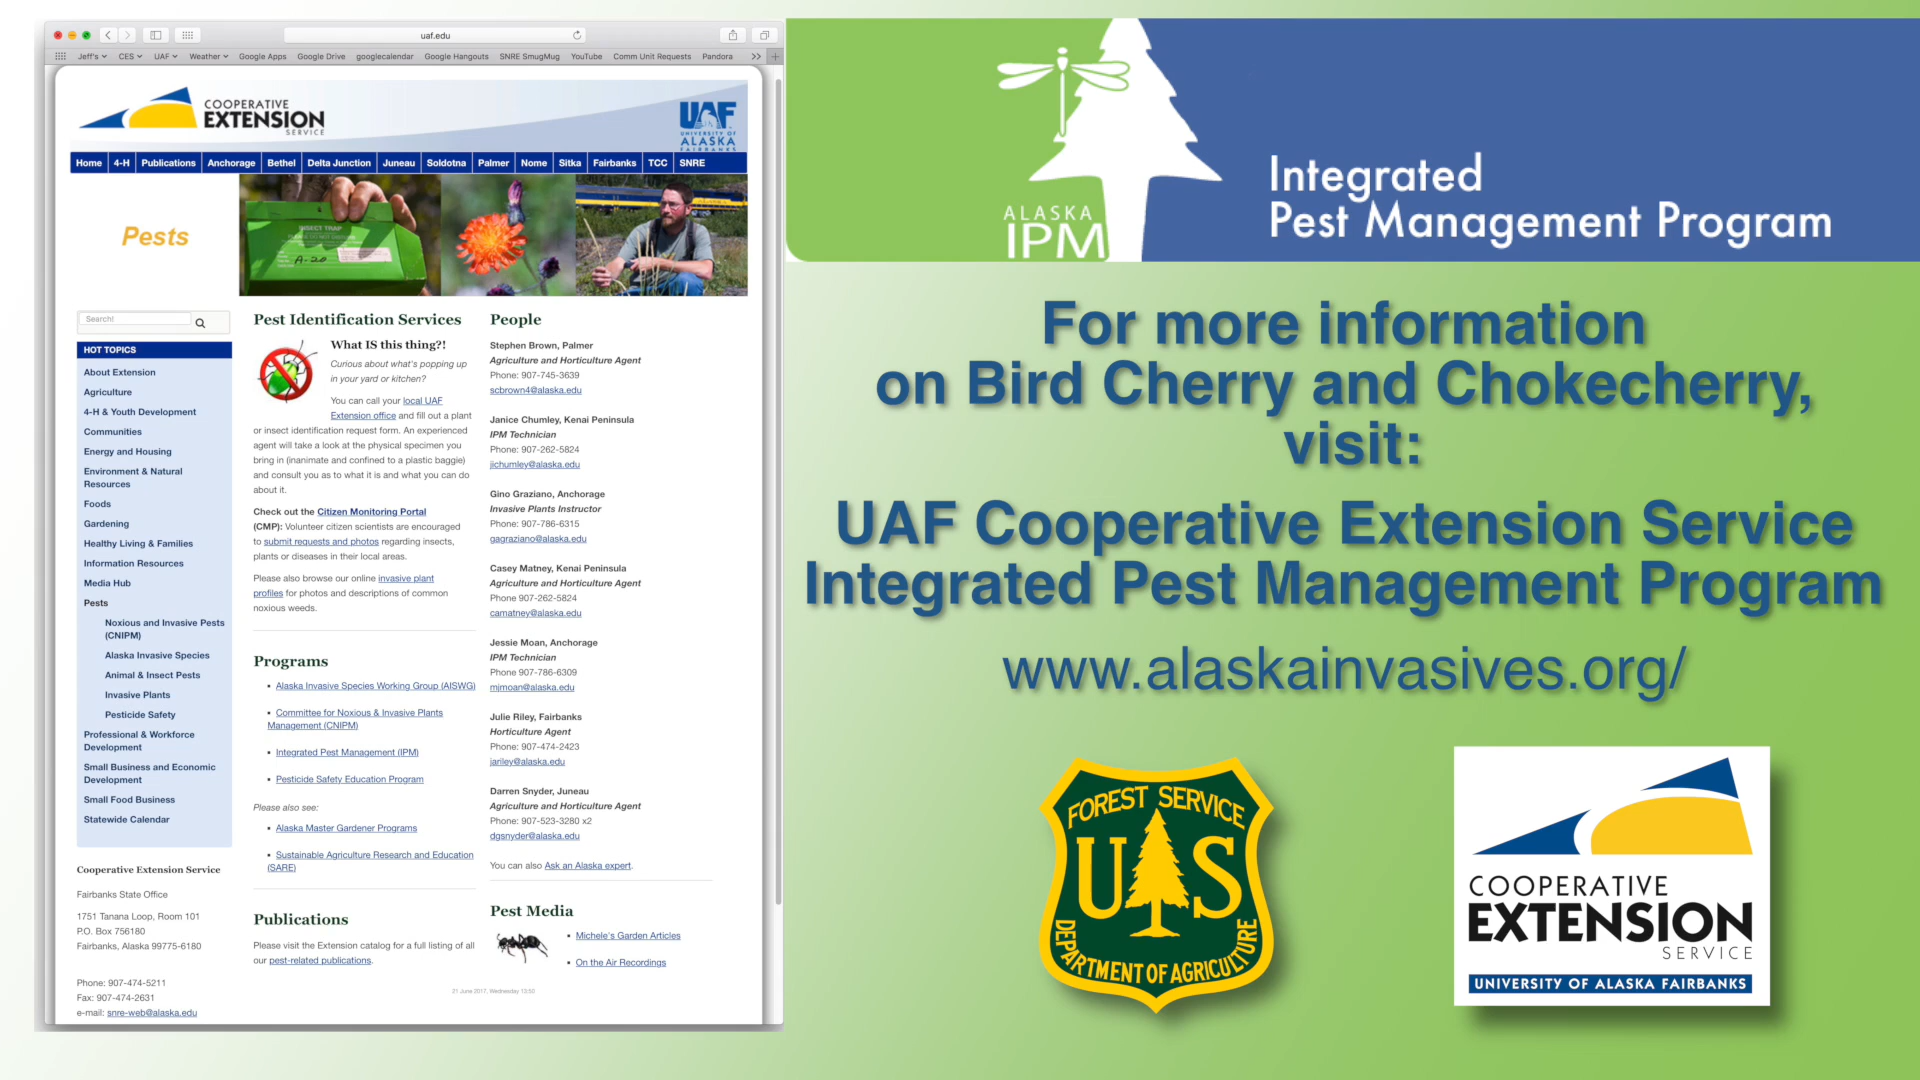 uaf.edu
Jeff's CES UAF Weather Google Apps Google Drive googlecalendar Google Hangouts SNRE SmugMug YouTube Comm Unit Requests Pandora
COOPERATIVE
EXTENSION
SERVICE
UAF
UNIVERSITY OF
ALASKA
FAIRBANKS
Home 4-H Publications Anchorage Bethel Delta Junction Juneau Soldotna Palmer Nome Sitka Fairbanks TCC SNRE
Pests
INSECT TRAP
A-20
Search!
HOT TOPICS
About Extension
Agriculture
4-H & Youth Development
Communities
Energy and Housing
Environment & Natural
Resources
Foods
Gardening
Healthy Living & Families
Information Resources
Media Hub
Pests
Noxious and Invasive Pests
(CNIPM)
Alaska Invasive Species
Animal & Insect Pests
Invasive Plants
Pesticide Safety
Professional & Workforce
Development
Small Business and Economic
Development
Small Food Business
Statewide Calendar
Cooperative Extension Service
Fairbanks State Office
1751 Tanana Loop, Room 101
P.O. Box 756180
Fairbanks, Alaska 99775-6180
Phone: 907-474-5211
Fax: 907-474-2631
e-mail: snre-web@alaska.edu
Pest Identification Services
What IS this thing?!
Curious about what's popping up
in your yard or kitchen?
You can call your local UAF
Extension office and fill out a plant
or insect identification request form. An experienced
agent will take a look at the physical specimen you
bring in (inanimate and confined to a plastic baggie)
and consult you as to what it is and what you can do
about it.
Check out the Citizen Monitoring Portal
(CMP): Volunteer citizen scientists are encouraged
to submit requests and photos regarding insects,
plants or diseases in their local areas.
Please also browse our online invasive plant
profiles for photos and descriptions of common
noxious weeds.
Programs
• Alaska Invasive Species Working Group (AISWG)
• Committee for Noxious & Invasive Plants
Management (CNIPM)
• Integrated Pest Management (IPM)
• Pesticide Safety Education Program
Please also see:
• Alaska Master Gardener Programs
• Sustainable Agriculture Research and Education
(SARE)
Publications
Please visit the Extension catalog for a full listing of all
our pest-related publications.
People
Stephen Brown, Palmer
Agriculture and Horticulture Agent
Phone: 907-745-3639
scbrown4@alaska.edu
Janice Chumley, Kenai Peninsula
IPM Technician
Phone: 907-262-5824
jichumley@alaska.edu
Gino Graziano, Anchorage
Invasive Plants Instructor
Phone: 907-786-6315
gagraziano@alaska.edu
Casey Matney, Kenai Peninsula
Agriculture and Horticulture Agent
Phone 907-262-5824
camatney@alaska.edu
Jessie Moan, Anchorage
IPM Technician
Phone 907-786-6309
mjmoan@alaska.edu
Julie Riley, Fairbanks
Horticulture Agent
Phone: 907-474-2423
jariley@alaska.edu
Darren Snyder, Juneau
Agriculture and Horticulture Agent
Phone: 907-523-3280 x2
dgsnyder@alaska.edu
You can also Ask an Alaska expert.
Pest Media
• Michele's Garden Articles
• On the Air Recordings
21 June 2017, Wednesday 13:50
ALASKA
IPM
Integrated
Pest Management Program
For more information
on Bird Cherry and Chokecherry,
visit:
UAF Cooperative Extension Service
Integrated Pest Management Program
www.alaskainvasives.org/
FOREST SERVICE
U S
DEPARTMENT OF AGRICULTURE
COOPERATIVE
EXTENSION
SERVICE
UNIVERSITY OF ALASKA FAIRBANKS